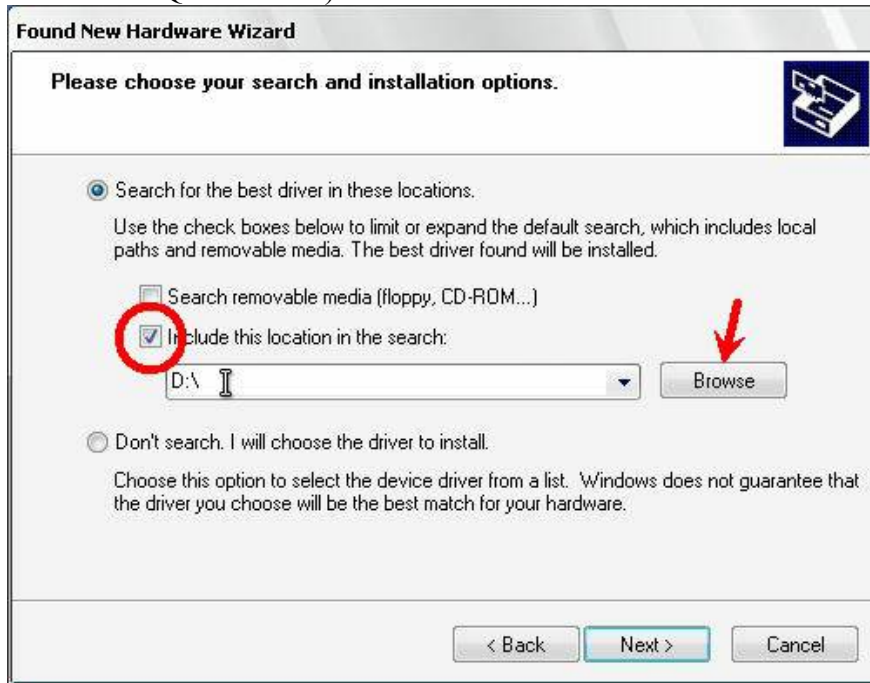 Found New Hardware Wizard
Please choose your search and installation options.
Search for the best driver in these locations.
Use the check boxes below to limit or expand the default search, which includes local
paths and removable media. The best driver found will be installed.
Search removable media (floppy, CD-ROM...)
Include this location in the search:
D:\
Browse
Don't search. I will choose the driver to install.
Choose this option to select the device driver from a list. Windows does not guarantee that
the driver you choose will be the best match for your hardware.
< Back Next > Cancel